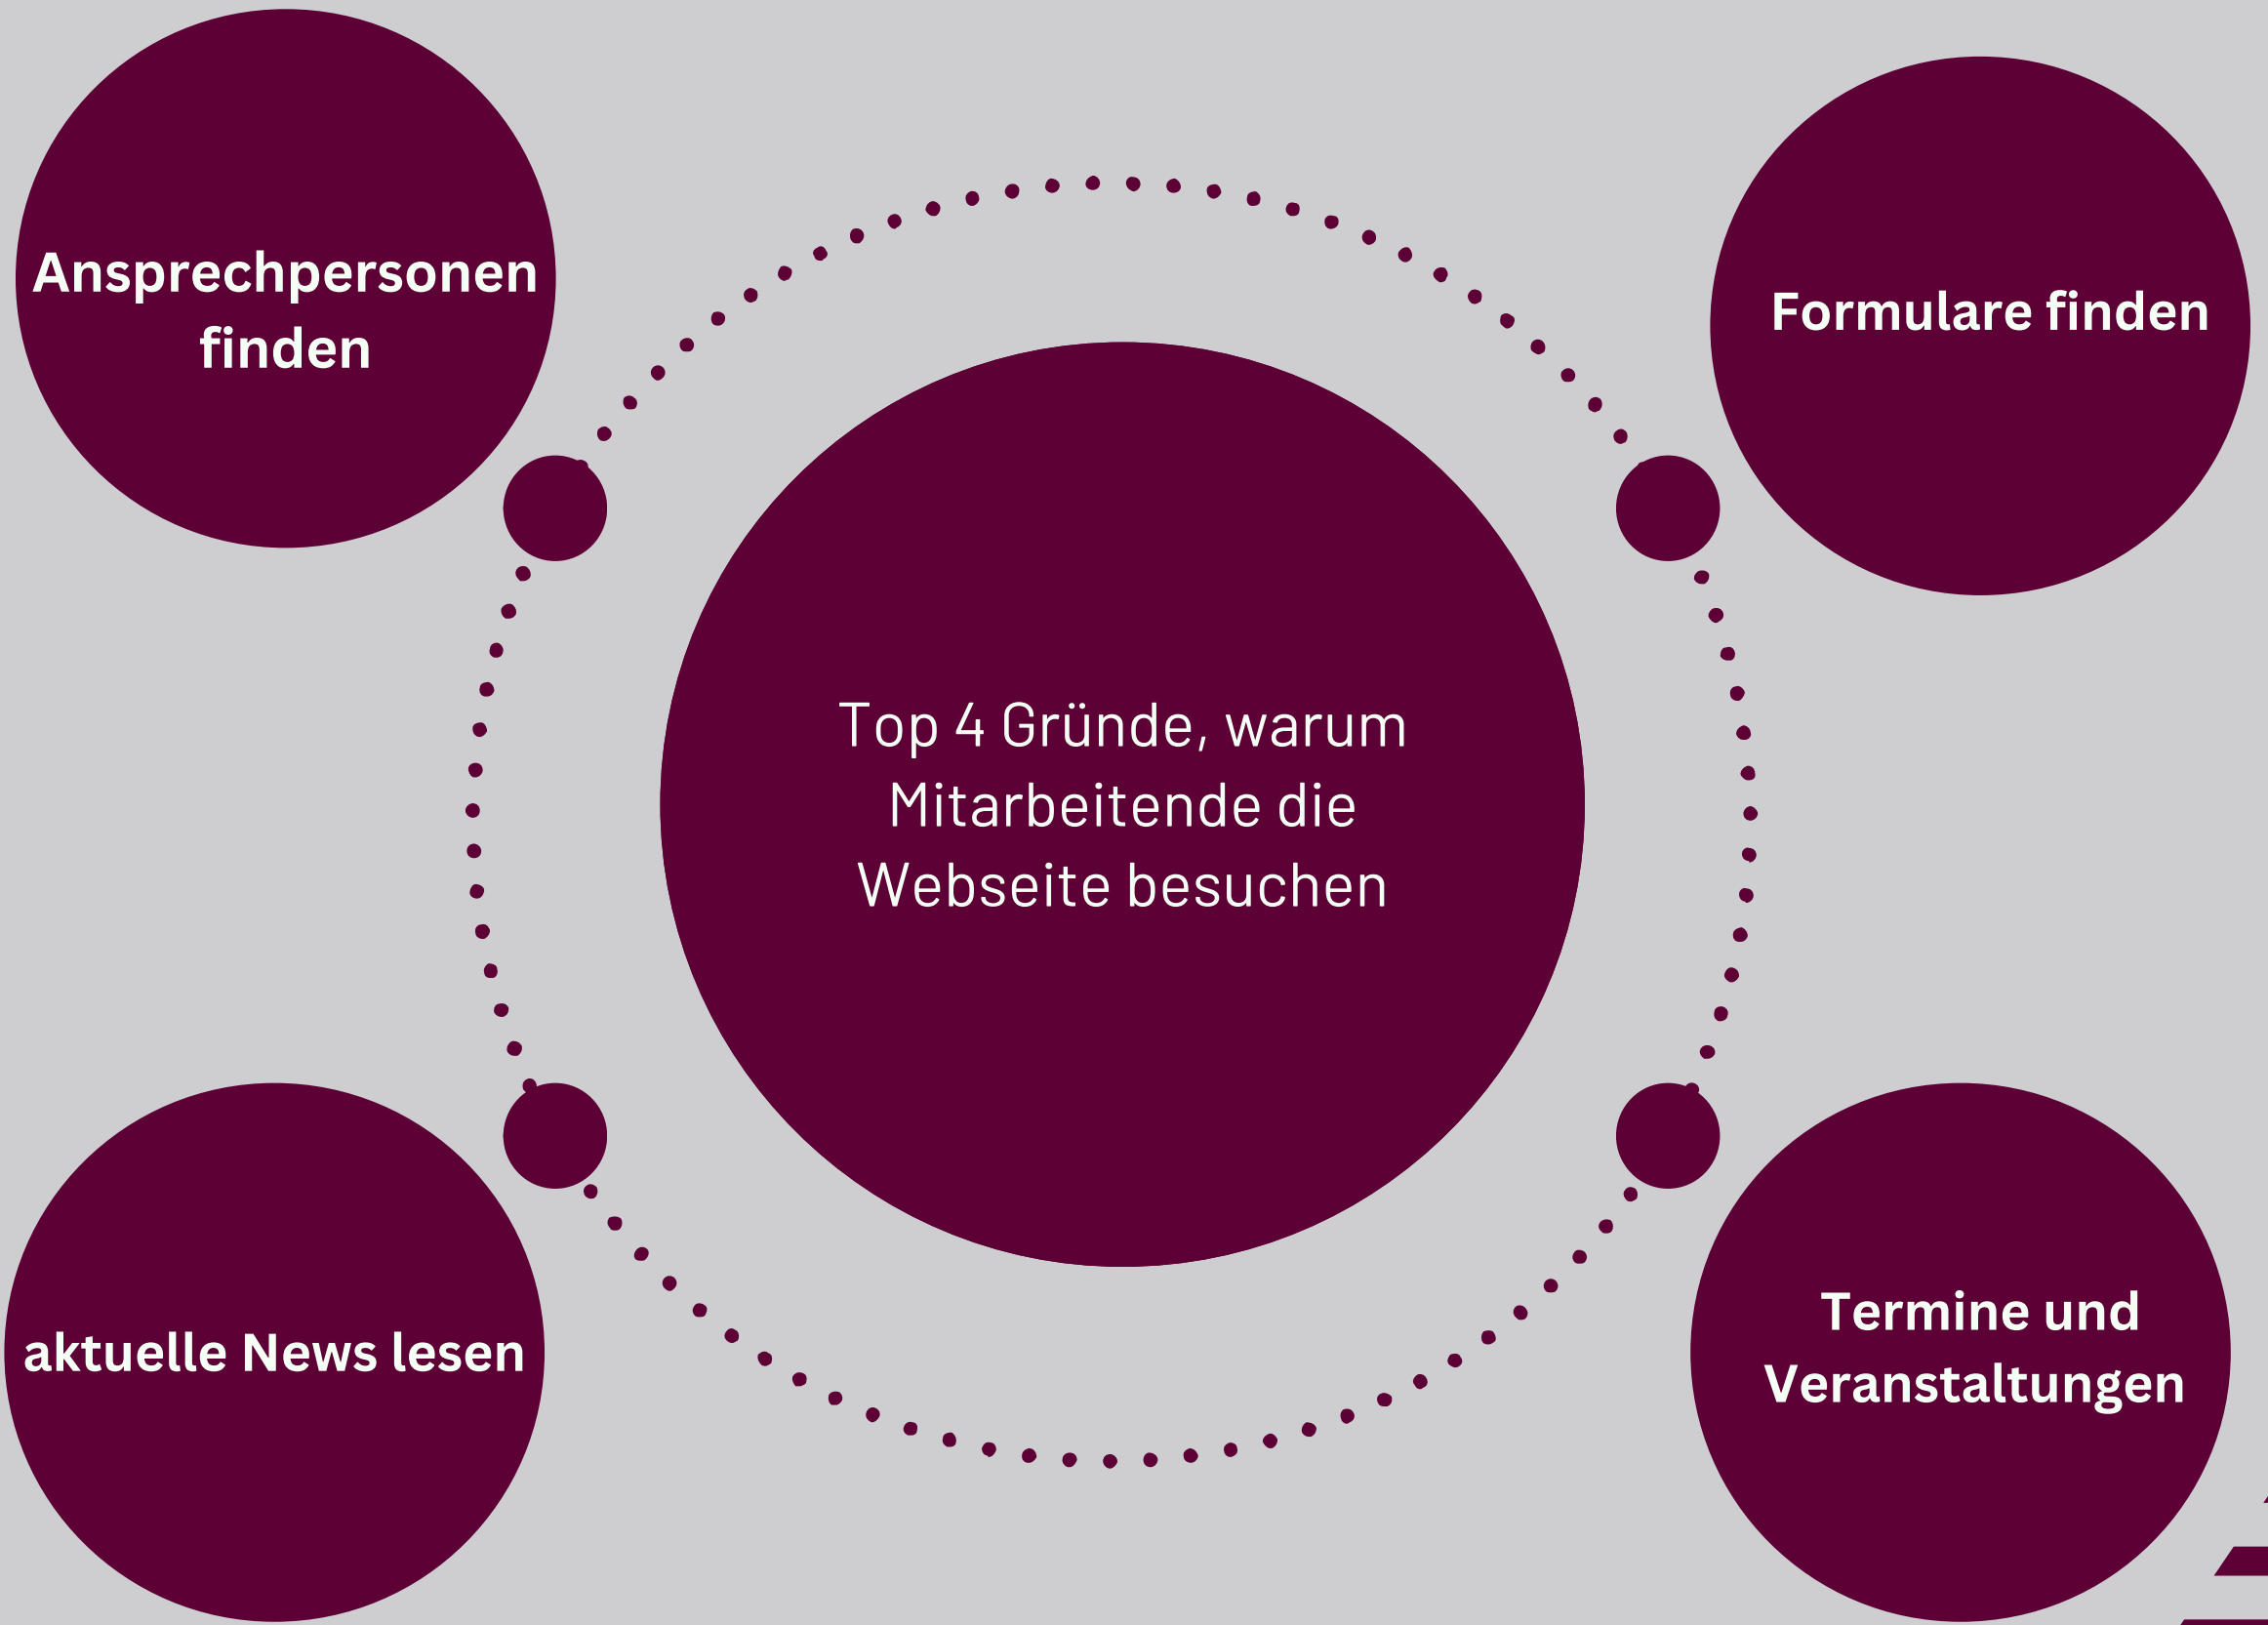 Ansprechpersonen
finden
Formulare finden
Top 4 Gründe, warum
Mitarbeitende die
Webseite besuchen
aktuelle News lesen
Termine und
Veranstaltungen